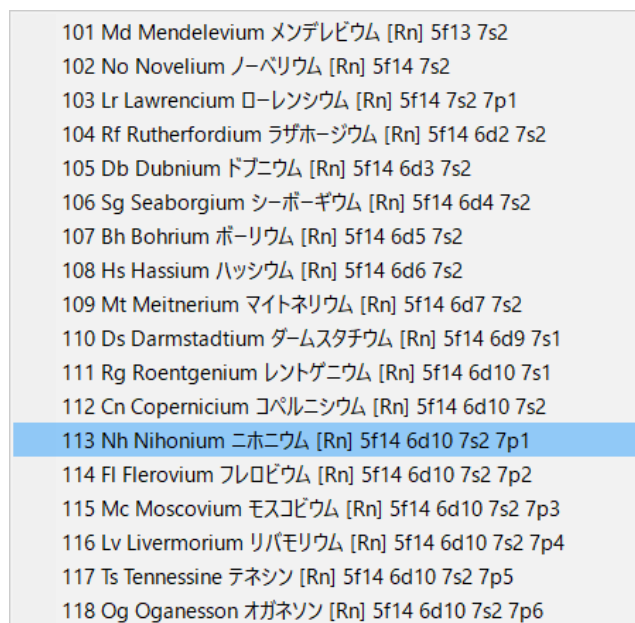 101 Md Mendelevium メンデレビウム [Rn] 5f13 7s2
102 No Novelium ノーベリウム [Rn] 5f14 7s2
103 Lr Lawrencium ローレンシウム [Rn] 5f14 7s2 7p1
104 Rf Rutherfordium ラザホージウム [Rn] 5f14 6d2 7s2
105 Db Dubnium ドブニウム [Rn] 5f14 6d3 7s2
106 Sg Seaborgium シーボーギウム [Rn] 5f14 6d4 7s2
107 Bh Bohrium ボーリウム [Rn] 5f14 6d5 7s2
108 Hs Hassium ハッシウム [Rn] 5f14 6d6 7s2
109 Mt Meitnerium マイトネリウム [Rn] 5f14 6d7 7s2
110 Ds Darmstadtium ダームスタチウム [Rn] 5f14 6d9 7s1
111 Rg Roentgenium レントゲニウム [Rn] 5f14 6d10 7s1
112 Cn Copernicium コペルニシウム [Rn] 5f14 6d10 7s2
113 Nh Nihonium ニホニウム [Rn] 5f14 6d10 7s2 7p1
114 Fl Flerovium フレロビウム [Rn] 5f14 6d10 7s2 7p2
115 Mc Moscovium モスコビウム [Rn] 5f14 6d10 7s2 7p3
116 Lv Livermorium リバモリウム [Rn] 5f14 6d10 7s2 7p4
117 Ts Tennessine テネシン [Rn] 5f14 6d10 7s2 7p5
118 Og Oganesson オガネソン [Rn] 5f14 6d10 7s2 7p6